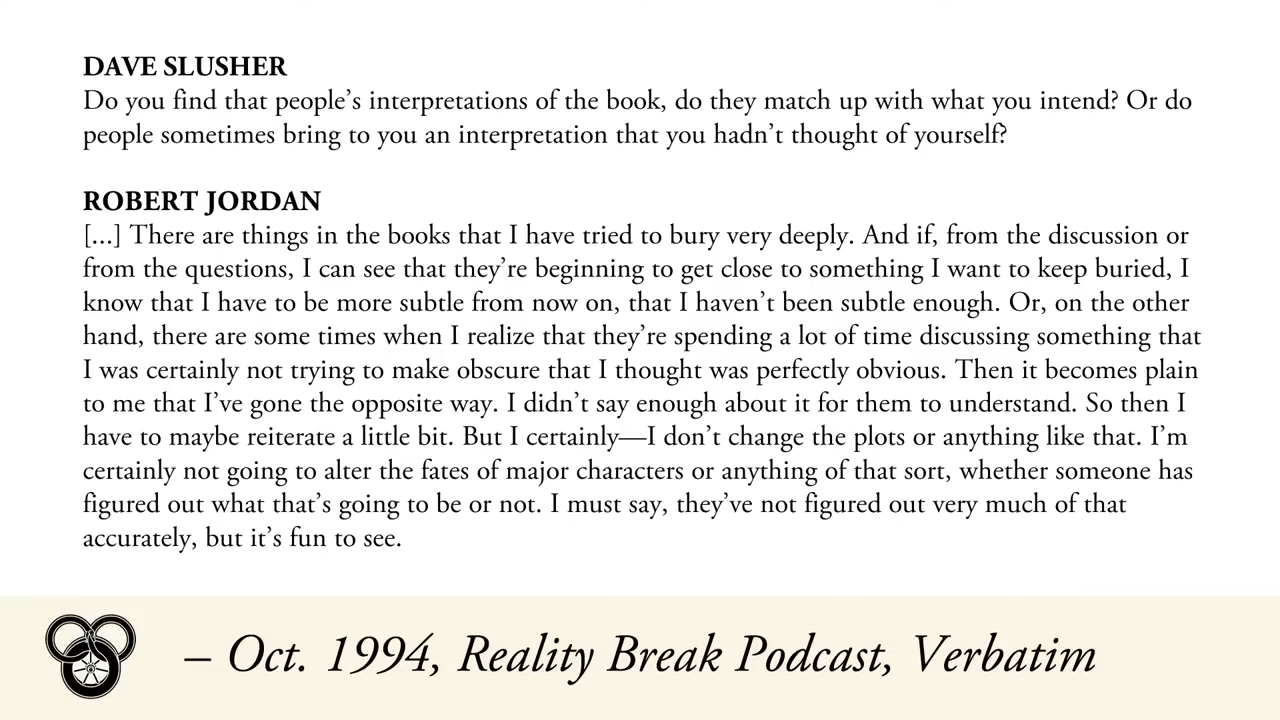 DAVE SLUSHER
Do you find that people’s interpretations of the book, do they match up with what you intend? Or do
people sometimes bring to you an interpretation that you hadn’t thought of yourself?
ROBERT JORDAN
[...] There are things in the books that I have tried to bury very deeply. And if, from the discussion or
from the questions, I can see that they’re beginning to get close to something I want to keep buried, I
know that I have to be more subtle from now on, that I haven’t been subtle enough. Or, on the other
hand, there are some times when I realize that they’re spending a lot of time discussing something that
I was certainly not trying to make obscure that I thought was perfectly obvious. Then it becomes plain
to me that I’ve gone the opposite way. I didn’t say enough about it for them to understand. So then I
have to maybe reiterate a little bit. But I certainly—I don’t change the plots or anything like that. I’m
certainly not going to alter the fates of major characters or anything of that sort, whether someone has
figured out what that’s going to be or not. I must say, they’ve not figured out very much of that
accurately, but it’s fun to see.
– Oct. 1994, Reality Break Podcast, Verbatim